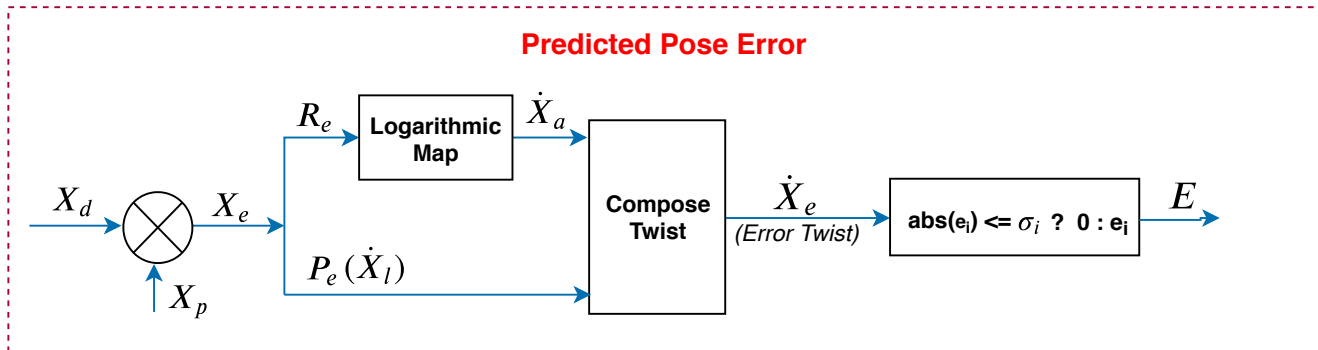 Predicted Pose Error
R_e
Logarithmic
Map
Ẋ_a
X_d
X_e
X_p
P_e(Ẋ_l)
Compose
Twist
Ẋ_e
(Error Twist)
abs(e_i) <= σ_i ? 0 : e_i
E